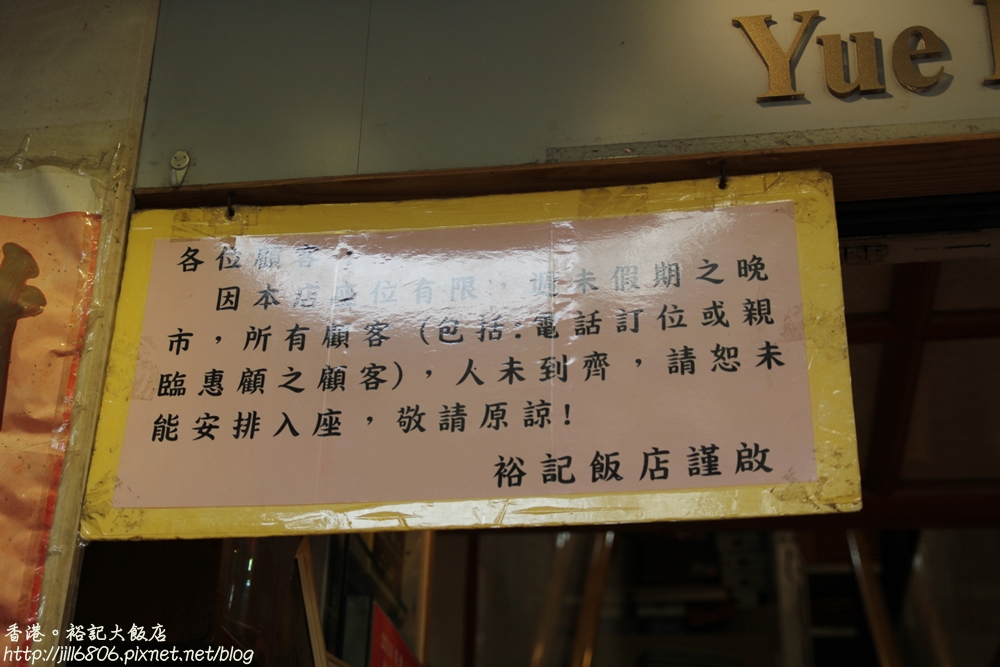 Yue
各位顧客：
因本店座位有限，週末假期之晚
市，所有顧客（包括：電話訂位或親
臨惠顧之顧客），人未到齊，請恕未
能安排入座，敬請原諒！
裕記飯店謹啟
香港。裕記大飯店
http://jill6806.pixnet.net/blog